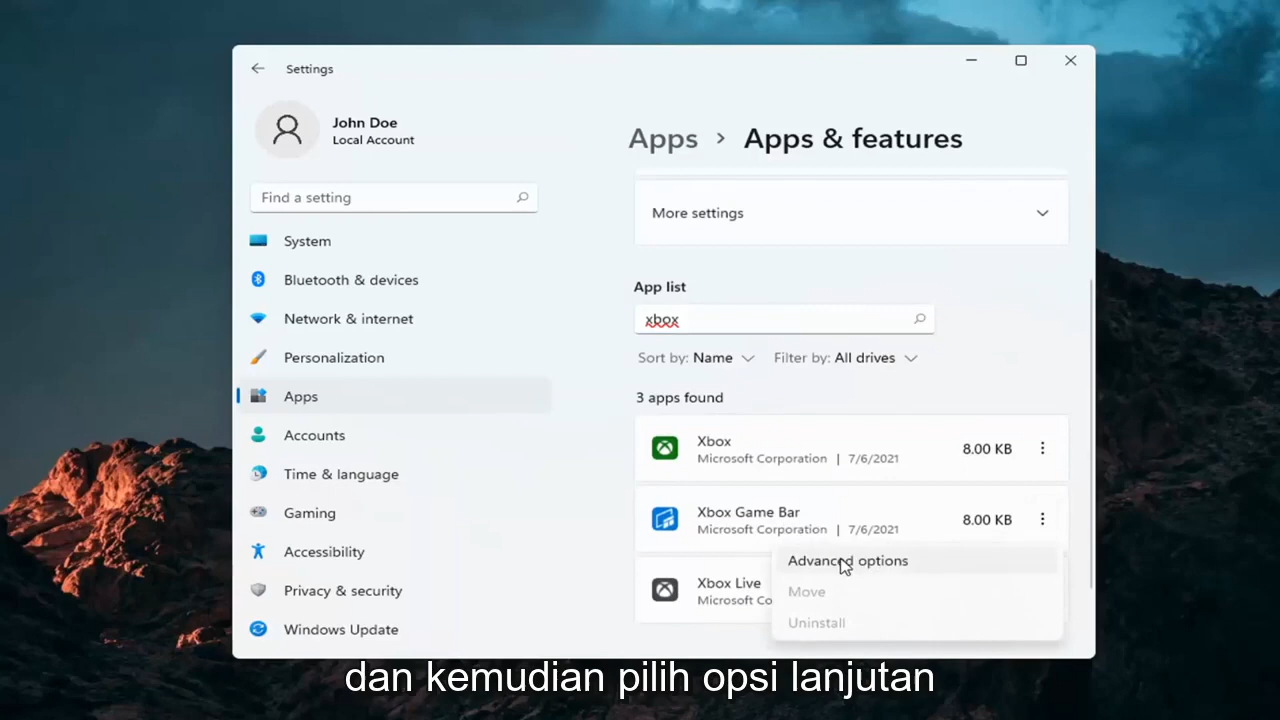 Settings
John Doe
Local Account
Find a setting
System
Bluetooth & devices
Network & internet
Personalization
Apps
Accounts
Time & language
Gaming
Accessibility
Privacy & security
Windows Update
Apps > Apps & features
More settings
App list
xbox
Sort by: Name Filter by: All drives
3 apps found
Xbox
Microsoft Corporation | 7/6/2021
8.00 KB
Xbox Game Bar
Microsoft Corporation | 7/6/2021
8.00 KB
Xbox Live
Microsoft Co
Advanced options
Move
Uninstall
dan kemudian pilih opsi lanjutan